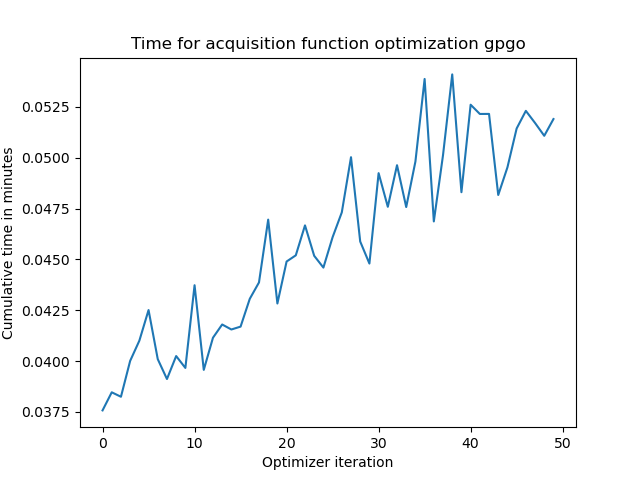 Time for acquisition function optimization gpgo
Cumulative time in minutes
0.0525
0.0500
0.0475
0.0450
0.0425
0.0400
0.0375
0 10 20 30 40 50
Optimizer iteration